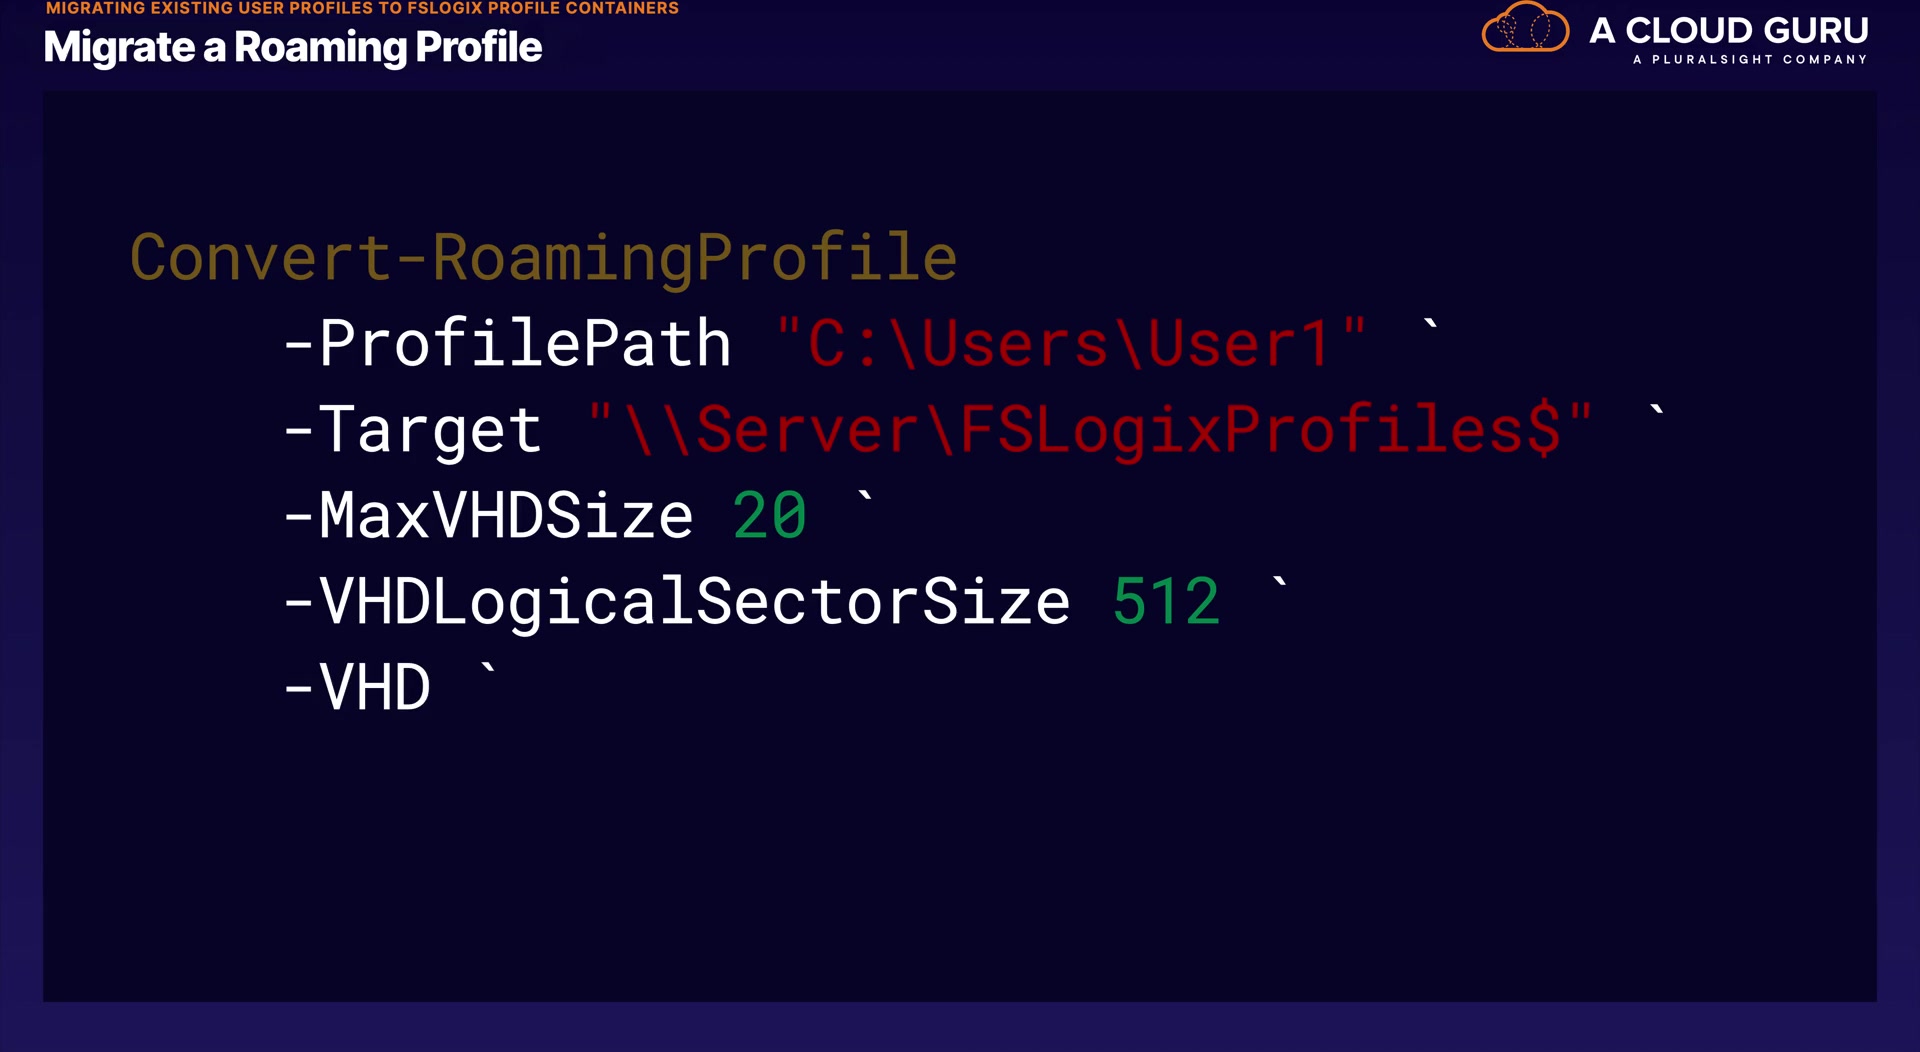 MIGRATING EXISTING USER PROFILES TO FSLOGIX PROFILE CONTAINERS
Migrate a Roaming Profile
A CLOUD GURU
A PLURALSIGHT COMPANY
Convert-RoamingProfile
-ProfilePath "C:\Users\User1" `
-Target "\\Server\FSLogixProfiles$" `
-MaxVHDSize 20 `
-VHDLogicalSectorSize 512 `
-VHD `